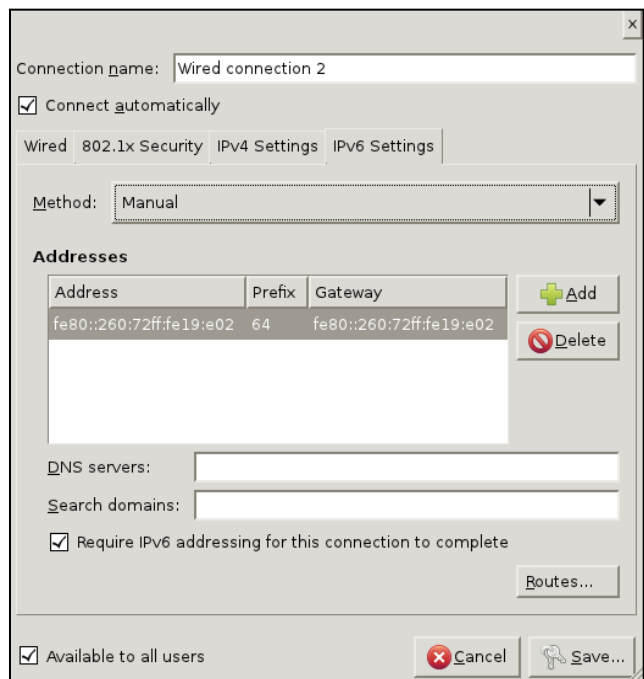 x
Connection name: Wired connection 2
Connect automatically
Wired 802.1x Security IPv4 Settings IPv6 Settings
Method: Manual
Addresses
Address Prefix Gateway
fe80::260:72ff:fe19:e02 64 fe80::260:72ff:fe19:e02
Add
Delete
DNS servers:
Search domains:
Require IPv6 addressing for this connection to complete
Routes...
Available to all users Cancel Save...